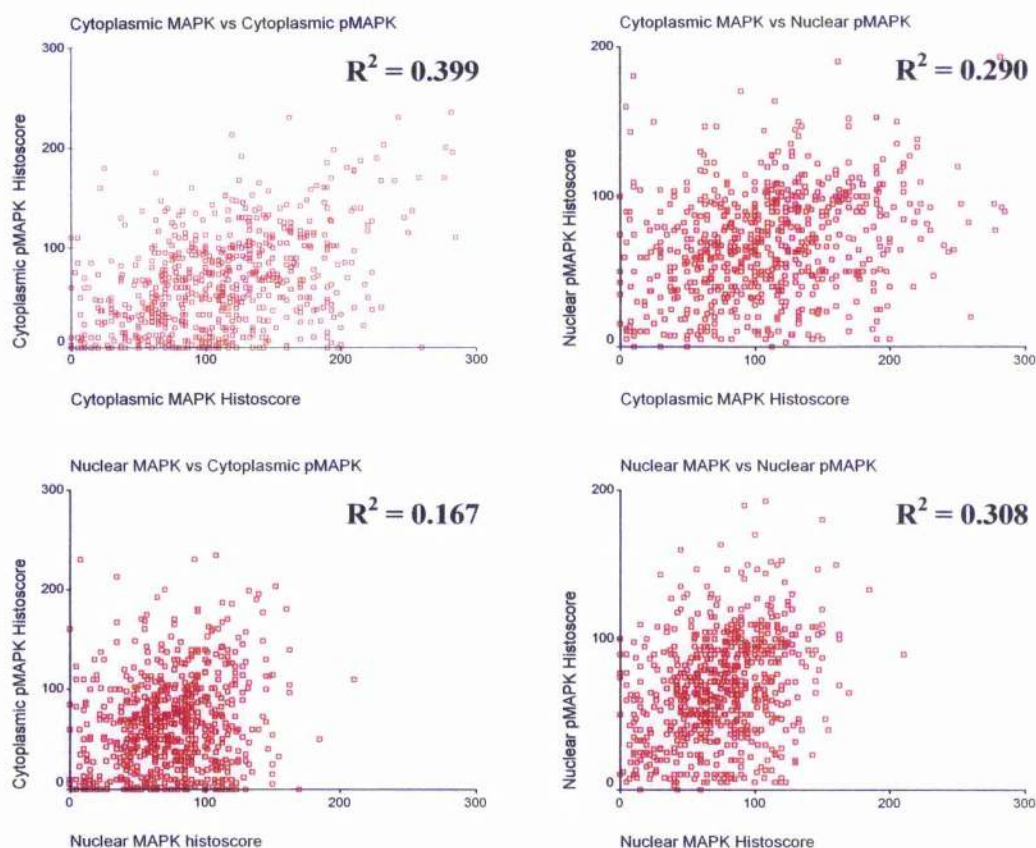 Cytoplasmic MAPK vs Cytoplasmic pMAPK
300
R² = 0.399
200
100
0
0
100
200
300
Cytoplasmic pMAPK Histoscore
Cytoplasmic MAPK Histoscore
Cytoplasmic MAPK vs Nuclear pMAPK
200
R² = 0.290
100
0
0
100
200
300
Nuclear pMAPK Histoscore
Cytoplasmic MAPK Histoscore
Nuclear MAPK vs Cytoplasmic pMAPK
300
R² = 0.167
200
100
0
0
100
200
300
Cytoplasmic pMAPK Histoscore
Nuclear MAPK histoscore
Nuclear MAPK vs Nuclear pMAPK
200
R² = 0.308
100
0
0
100
200
300
Nuclear pMAPK Histoscore
Nuclear MAPK Histoscore